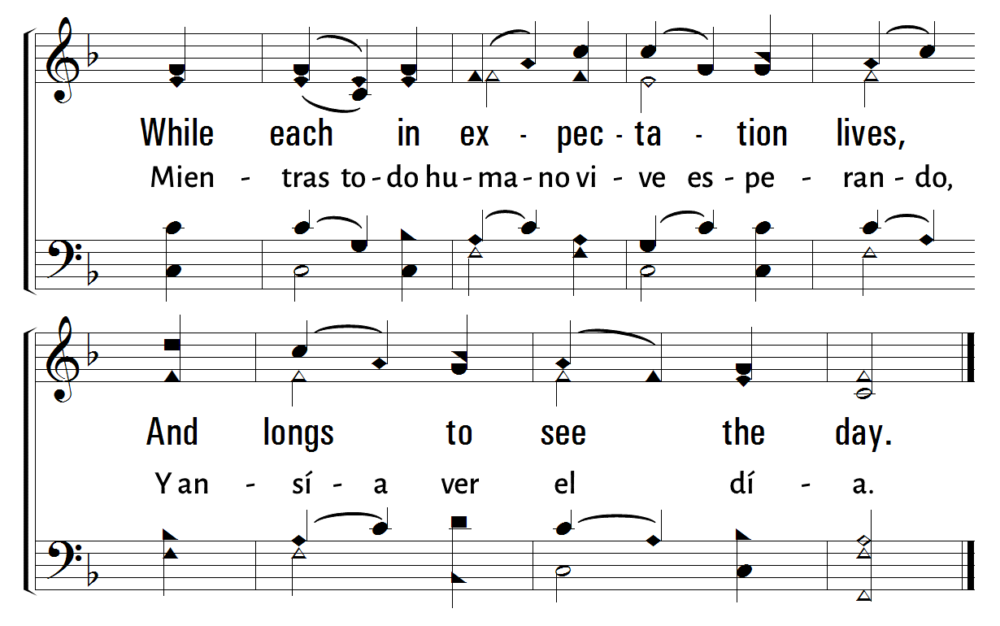 While each in ex - pec - ta - tion lives,
Mien - tras to - do hu - ma - no vi - ve es - pe - ran - do,
And longs to see the day.
Y an - sí - a ver el dí - a.